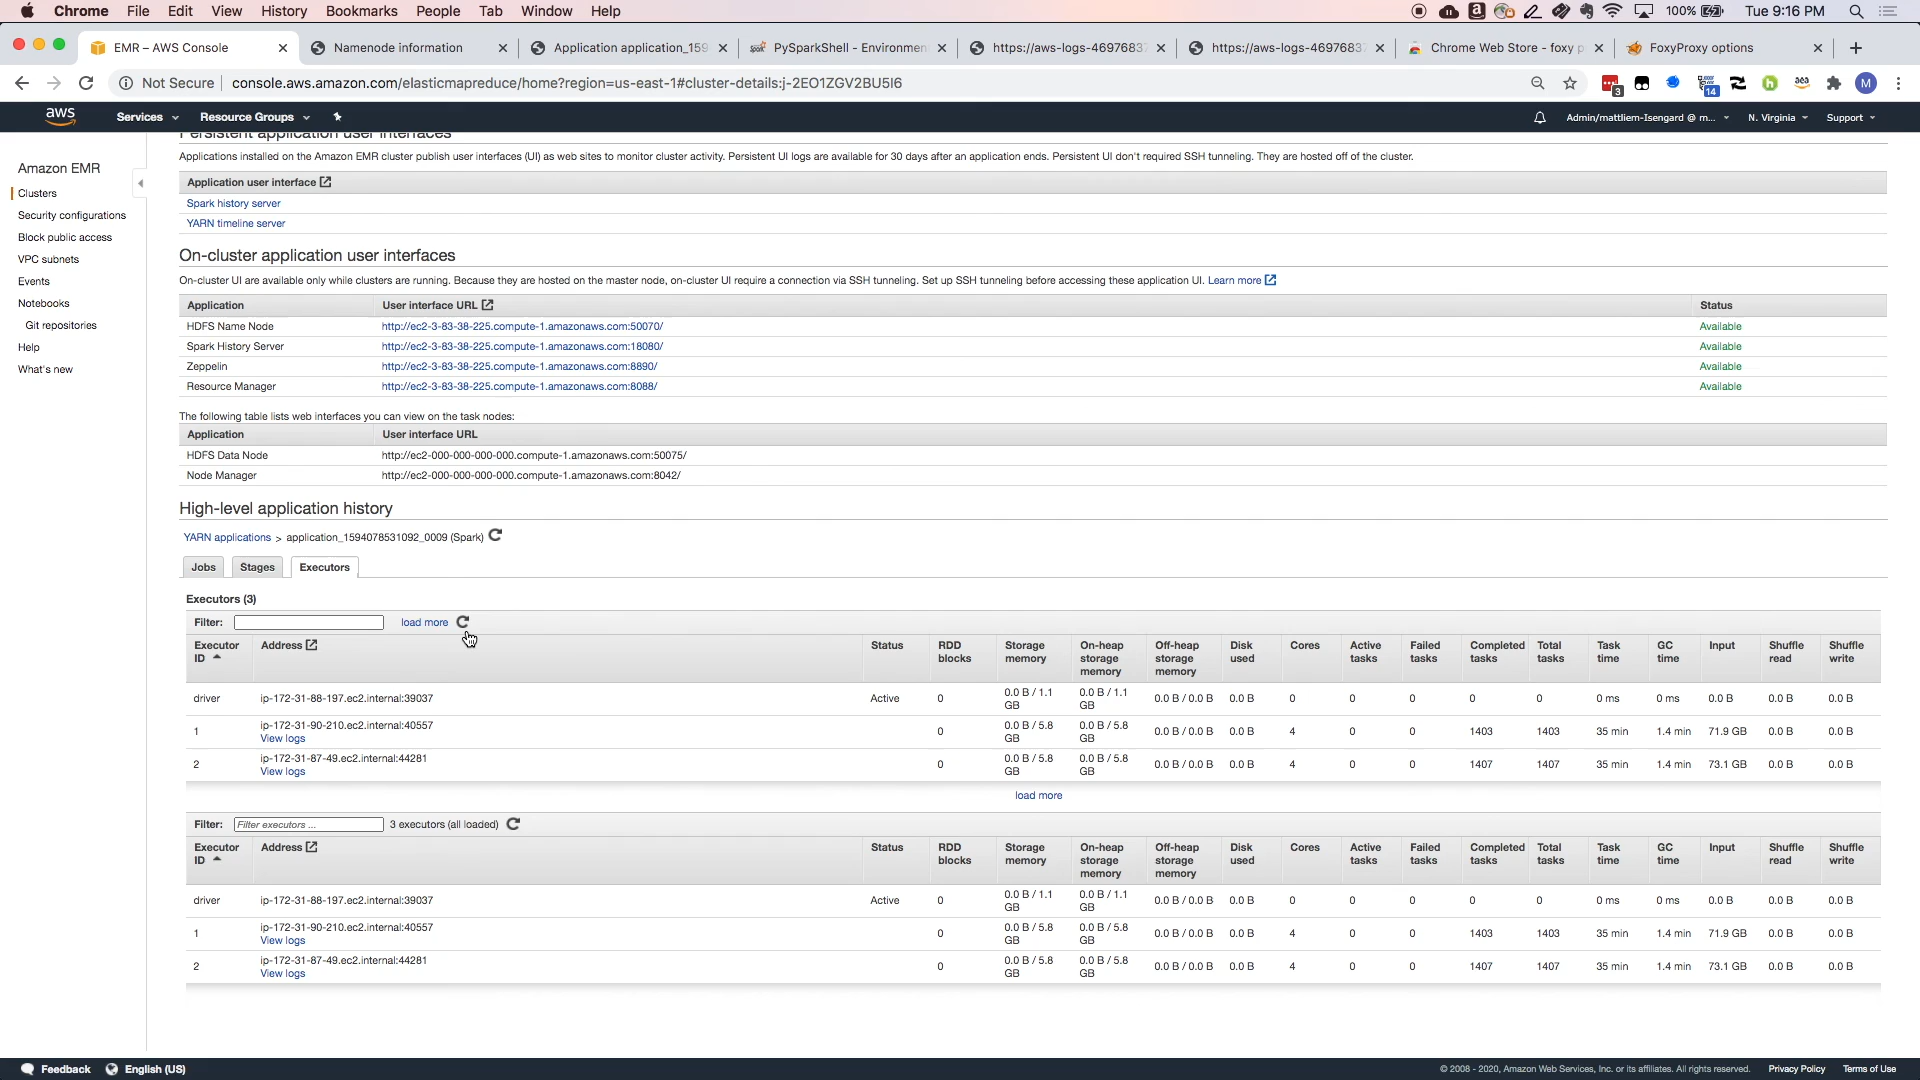 Chrome File Edit View History Bookmarks People Tab Window Help 100% Tue 9:16 PM
EMR – AWS Console Namenode information Application application_159 PySparkShell - Environmen https://aws-logs-46976837 https://aws-logs-46976837 Chrome Web Store - foxy p FoxyProxy options
Not Secure console.aws.amazon.com/elasticmapreduce/home?region=us-east-1#cluster-details:j-2EO1ZGV2BU5I6 3 14 M
aws Services Resource Groups Admin/mattliem-Isengard @ m... N. Virginia Support
Amazon EMR
Clusters
Security configurations
Block public access
VPC subnets
Events
Notebooks
Git repositories
Help
What's new
Persistent application user interfaces
Applications installed on the Amazon EMR cluster publish user interfaces (UI) as web sites to monitor cluster activity. Persistent UI logs are available for 30 days after an application ends. Persistent UI don't required SSH tunneling. They are hosted off of the cluster.
Application user interface
Spark history server
YARN timeline server
On-cluster application user interfaces
On-cluster UI are available only while clusters are running. Because they are hosted on the master node, on-cluster UI require a connection via SSH tunneling. Set up SSH tunneling before accessing these application UI. Learn more
Application User interface URL Status
HDFS Name Node http://ec2-3-83-38-225.compute-1.amazonaws.com:50070/ Available
Spark History Server http://ec2-3-83-38-225.compute-1.amazonaws.com:18080/ Available
Zeppelin http://ec2-3-83-38-225.compute-1.amazonaws.com:8890/ Available
Resource Manager http://ec2-3-83-38-225.compute-1.amazonaws.com:8088/ Available
The following table lists web interfaces you can view on the task nodes:
Application User interface URL
HDFS Data Node http://ec2-000-000-000-000.compute-1.amazonaws.com:50075/
Node Manager http://ec2-000-000-000-000.compute-1.amazonaws.com:8042/
High-level application history
YARN applications > application_1594078531092_0009 (Spark)
Jobs Stages Executors
Executors (3)
Filter: load more
Executor ID Address Status RDD blocks Storage memory On-heap storage memory Off-heap storage memory Disk used Cores Active tasks Failed tasks Completed tasks Total tasks Task time GC time Input Shuffle read Shuffle write
driver ip-172-31-88-197.ec2.internal:39037 Active 0 0.0 B / 1.1 GB 0.0 B / 1.1 GB 0.0 B / 0.0 B 0.0 B 0 0 0 0 0 0 ms 0 ms 0.0 B 0.0 B 0.0 B
1 ip-172-31-90-210.ec2.internal:40557 View logs 0 0.0 B / 5.8 GB 0.0 B / 5.8 GB 0.0 B / 0.0 B 0.0 B 4 0 0 1403 1403 35 min 1.4 min 71.9 GB 0.0 B 0.0 B
2 ip-172-31-87-49.ec2.internal:44281 View logs 0 0.0 B / 5.8 GB 0.0 B / 5.8 GB 0.0 B / 0.0 B 0.0 B 4 0 0 1407 1407 35 min 1.4 min 73.1 GB 0.0 B 0.0 B
load more
Filter: Filter executors ... 3 executors (all loaded)
Executor ID Address Status RDD blocks Storage memory On-heap storage memory Off-heap storage memory Disk used Cores Active tasks Failed tasks Completed tasks Total tasks Task time GC time Input Shuffle read Shuffle write
driver ip-172-31-88-197.ec2.internal:39037 Active 0 0.0 B / 1.1 GB 0.0 B / 1.1 GB 0.0 B / 0.0 B 0.0 B 0 0 0 0 0 0 ms 0 ms 0.0 B 0.0 B 0.0 B
1 ip-172-31-90-210.ec2.internal:40557 View logs 0 0.0 B / 5.8 GB 0.0 B / 5.8 GB 0.0 B / 0.0 B 0.0 B 4 0 0 1403 1403 35 min 1.4 min 71.9 GB 0.0 B 0.0 B
2 ip-172-31-87-49.ec2.internal:44281 View logs 0 0.0 B / 5.8 GB 0.0 B / 5.8 GB 0.0 B / 0.0 B 0.0 B 4 0 0 1407 1407 35 min 1.4 min 73.1 GB 0.0 B 0.0 B
Feedback English (US) © 2008 - 2020, Amazon Web Services, Inc. or its affiliates. All rights reserved. Privacy Policy Terms of Use